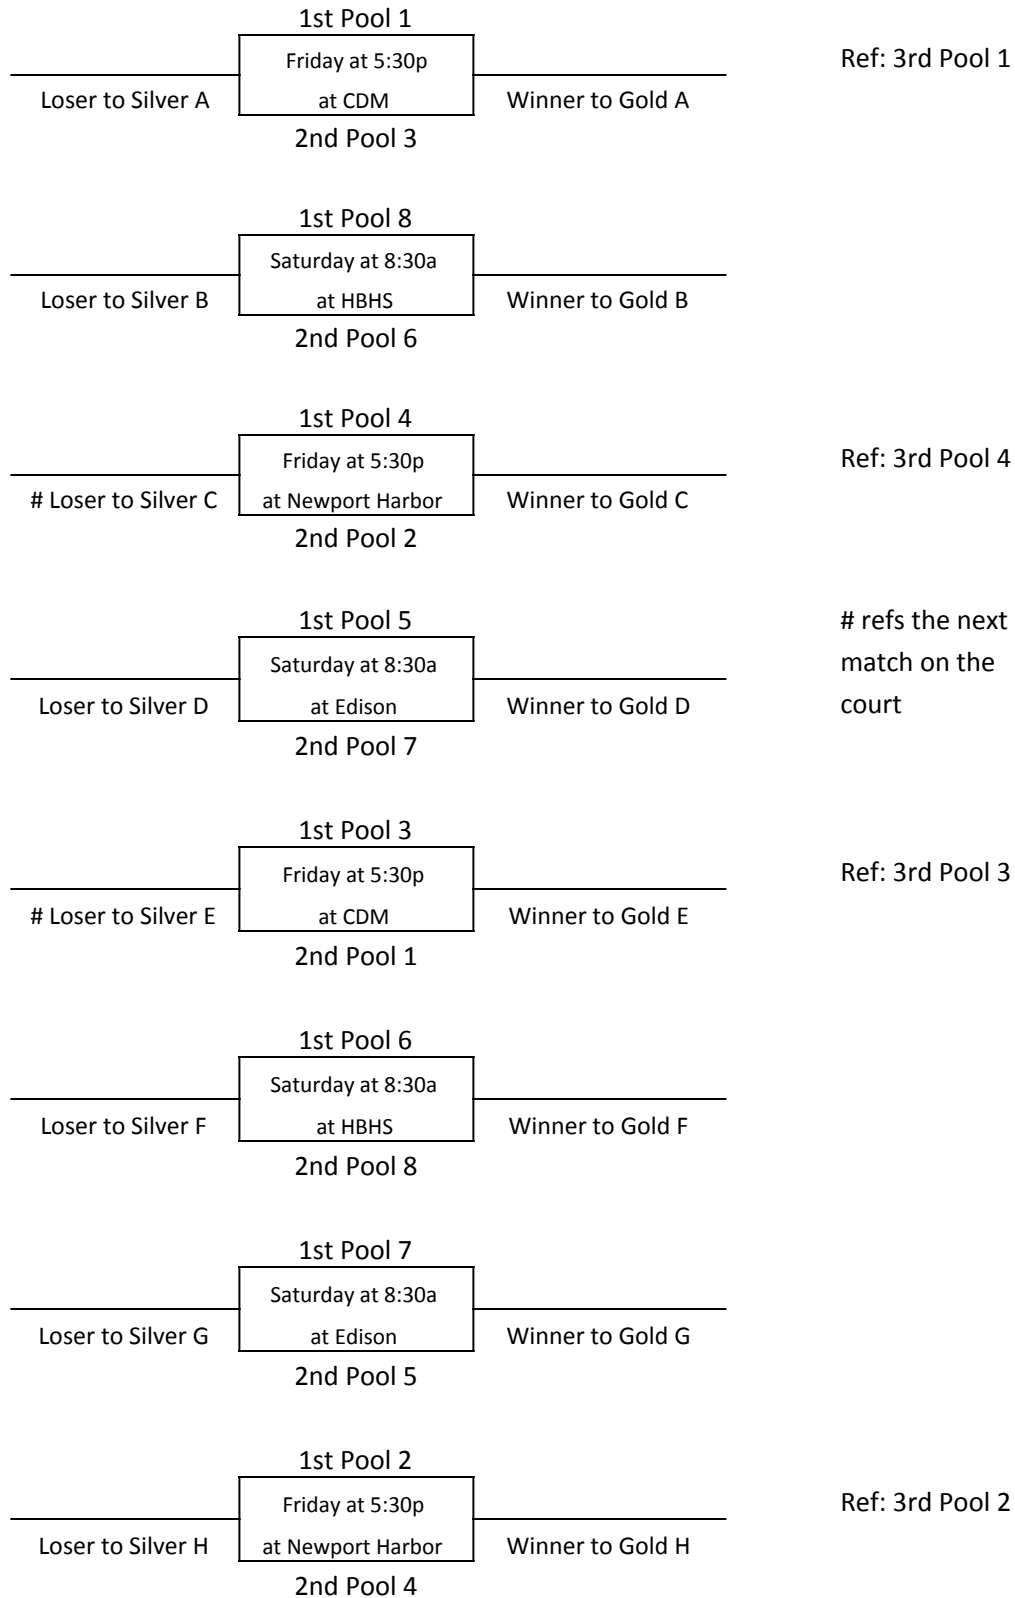 1st Pool 1
Friday at 5:30p
Ref: 3rd Pool 1
Loser to Silver A
at CDM
Winner to Gold A
2nd Pool 3
1st Pool 8
Saturday at 8:30a
Loser to Silver B
at HBHS
Winner to Gold B
2nd Pool 6
1st Pool 4
Friday at 5:30p
Ref: 3rd Pool 4
# Loser to Silver C
at Newport Harbor
Winner to Gold C
2nd Pool 2
1st Pool 5
Saturday at 8:30a
Loser to Silver D
at Edison
Winner to Gold D
2nd Pool 7
# refs the next
match on the
court
1st Pool 3
Friday at 5:30p
Ref: 3rd Pool 3
# Loser to Silver E
at CDM
Winner to Gold E
2nd Pool 1
1st Pool 6
Saturday at 8:30a
Loser to Silver F
at HBHS
Winner to Gold F
2nd Pool 8
1st Pool 7
Saturday at 8:30a
Loser to Silver G
at Edison
Winner to Gold G
2nd Pool 5
1st Pool 2
Friday at 5:30p
Ref: 3rd Pool 2
Loser to Silver H
at Newport Harbor
Winner to Gold H
2nd Pool 4